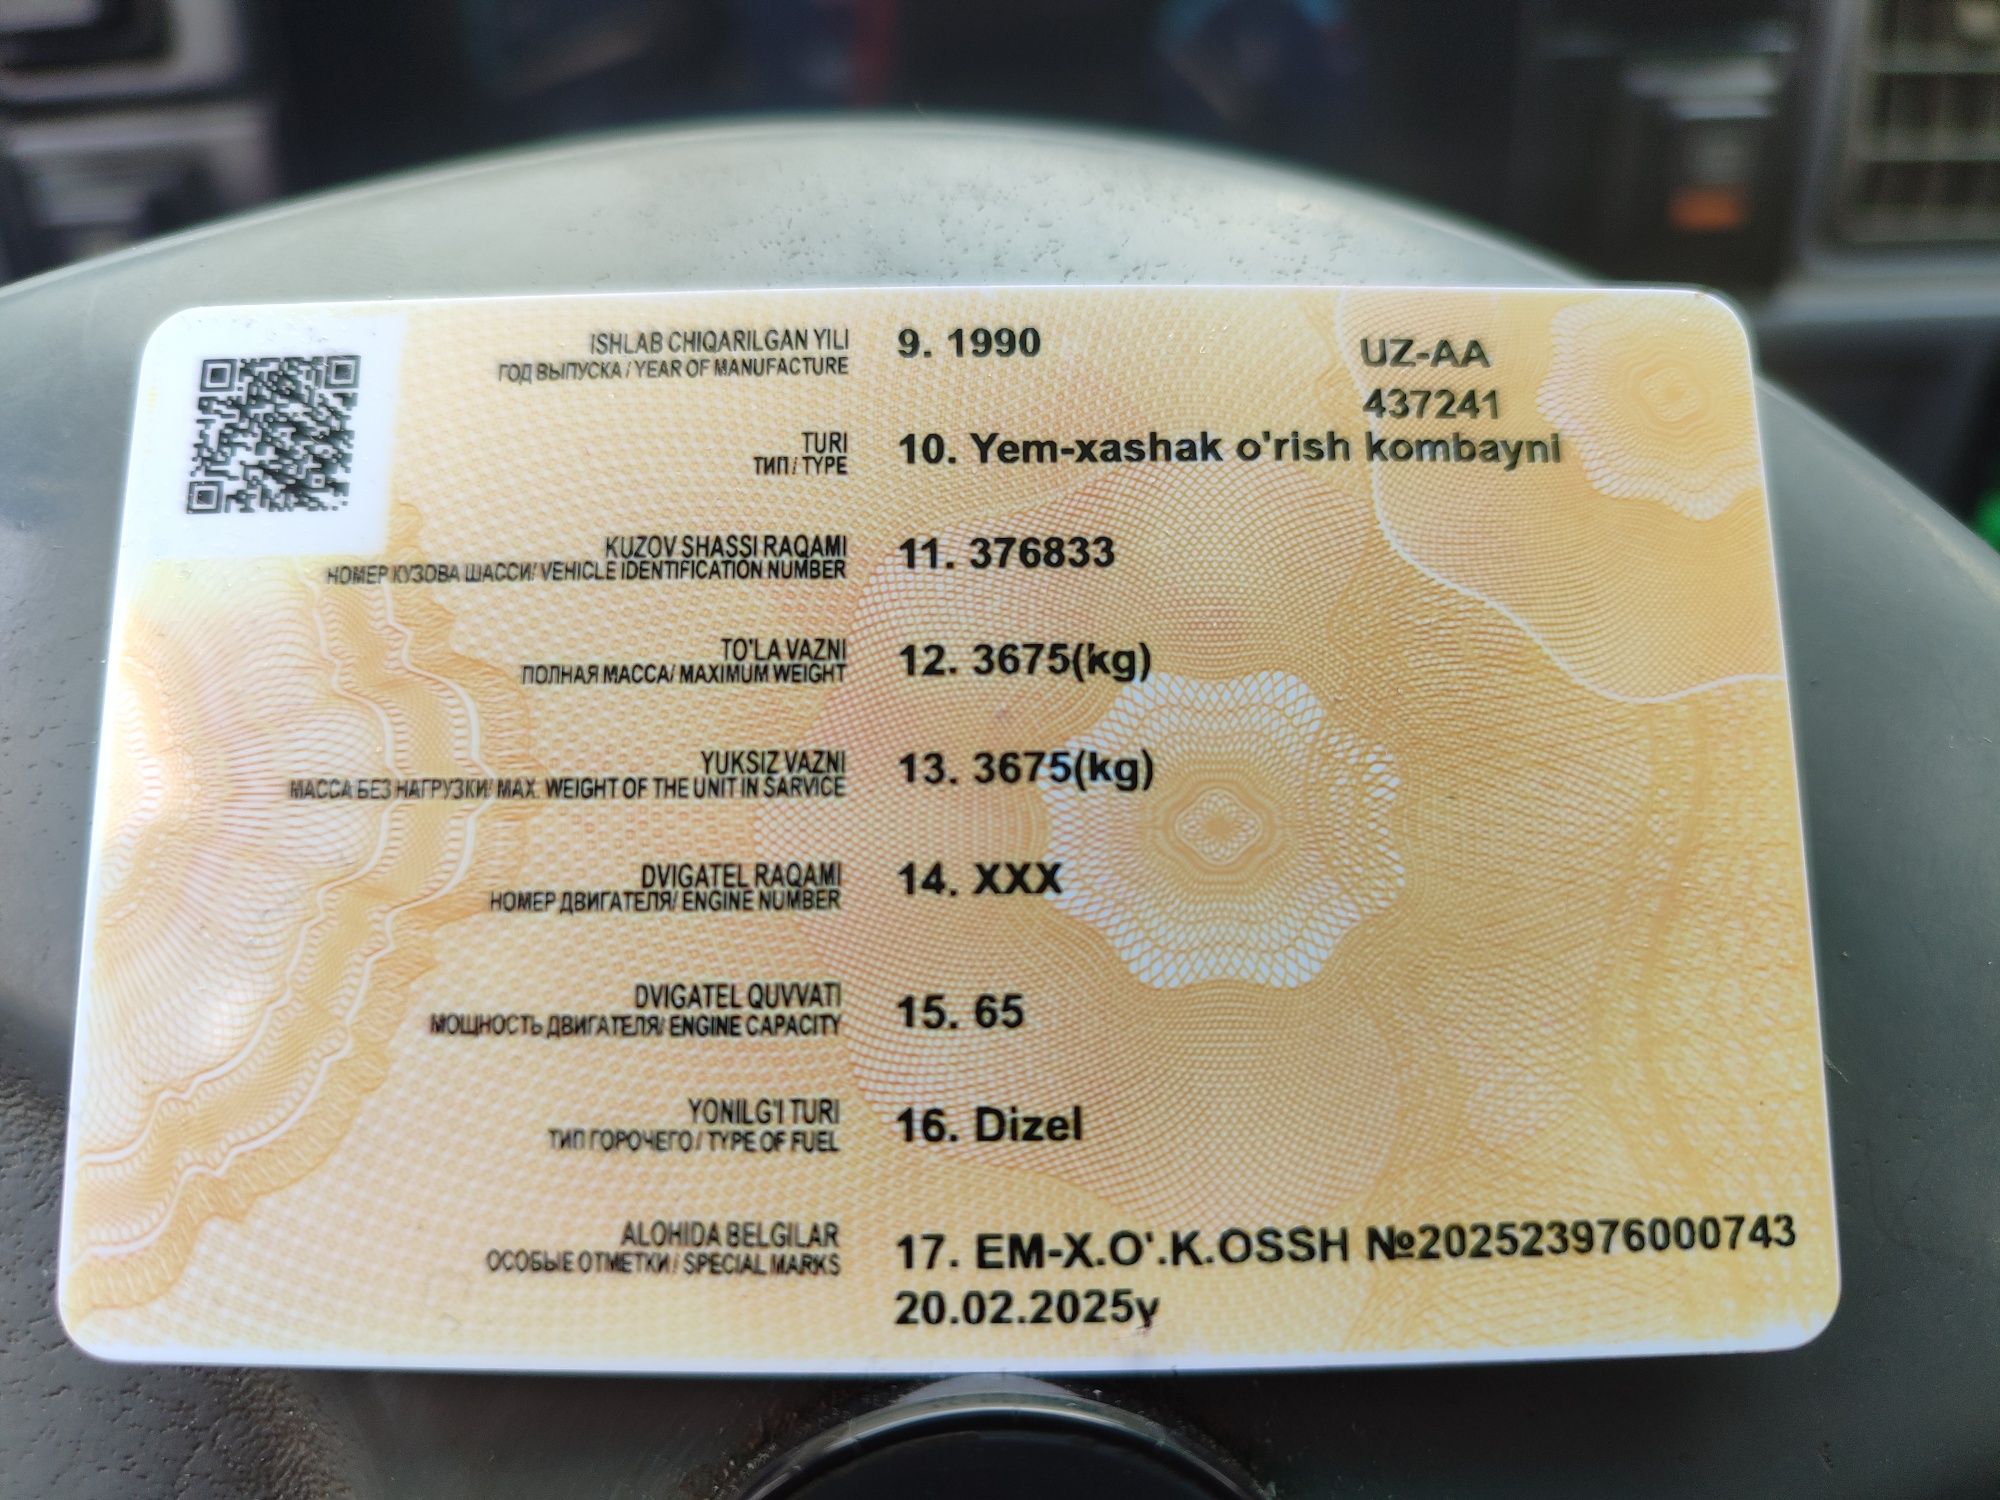 ISHLAB CHIQARILGAN YILI
ГОД ВЫПУСКА / YEAR OF MANUFACTURE
9. 1990
UZ-AA
437241
TURI
ТИП / TYPE
10. Yem-xashak o'rish kombayni
KUZOV SHASSI RAQAMI
НОМЕР КУЗОВА ШАССИ/ VEHICLE IDENTIFICATION NUMBER
11. 376833
TO'LA VAZNI
ПОЛНАЯ МАССА/ MAXIMUM WEIGHT
12. 3675(kg)
YUKSIZ VAZNI
МАССА БЕЗ НАГРУЗКИ/ MAX. WEIGHT OF THE UNIT IN SARVICE
13. 3675(kg)
DVIGATEL RAQAMI
НОМЕР ДВИГАТЕЛЯ/ ENGINE NUMBER
14. XXX
DVIGATEL QUVVATI
МОЩНОСТЬ ДВИГАТЕЛЯ/ ENGINE CAPACITY
15. 65
YONILG'I TURI
ТИП ГОРОЧЕГО / TYPE OF FUEL
16. Dizel
ALOHIDA BELGILAR
ОСОБЫЕ ОТМЕТКИ / SPECIAL MARKS
17. EM-X.O'.K.OSSH №202523976000743
20.02.2025y